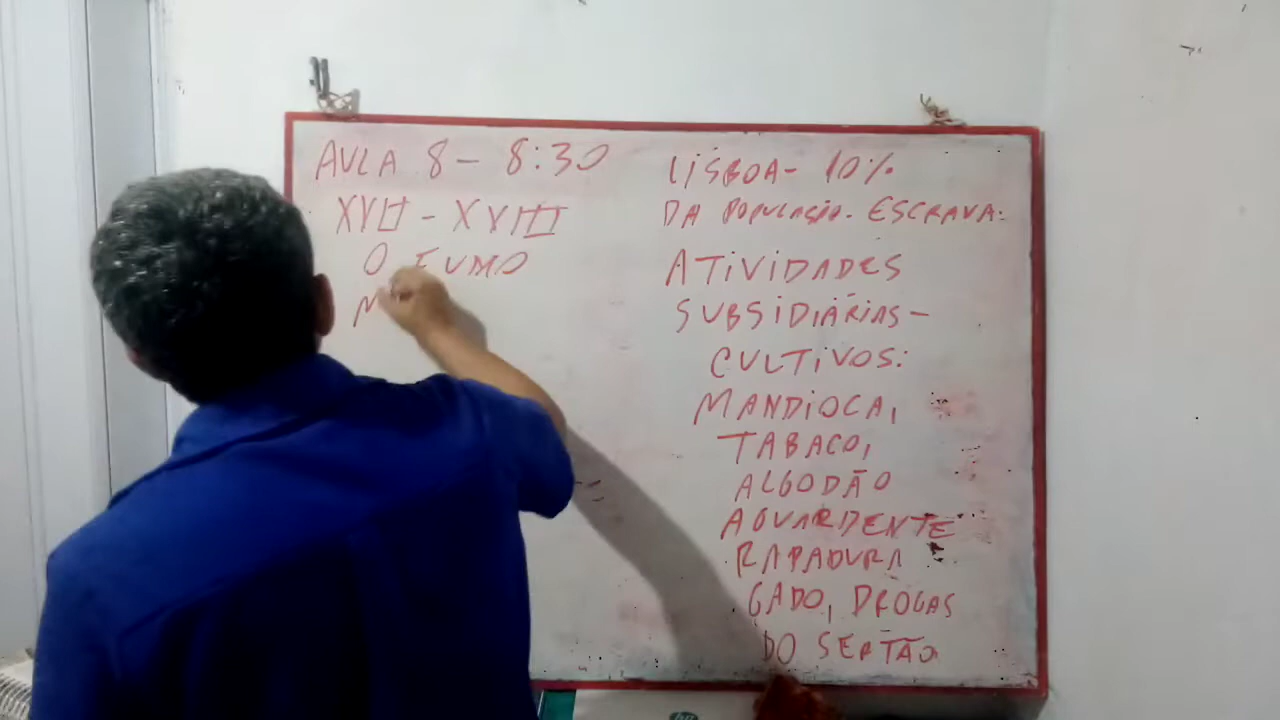 AULA 8 - 8:30
XVII - XVIII
O FUMO
LISBOA - 10%
DA POPULAÇÃO. ESCRAVA:
ATIVIDADES
SUBSIDIÁRIAS -
CULTIVOS:
MANDIOCA,
TABACO,
ALGODÃO
AGUARDENTE
RAPADURA
GADO, DROGAS
DO SERTÃO